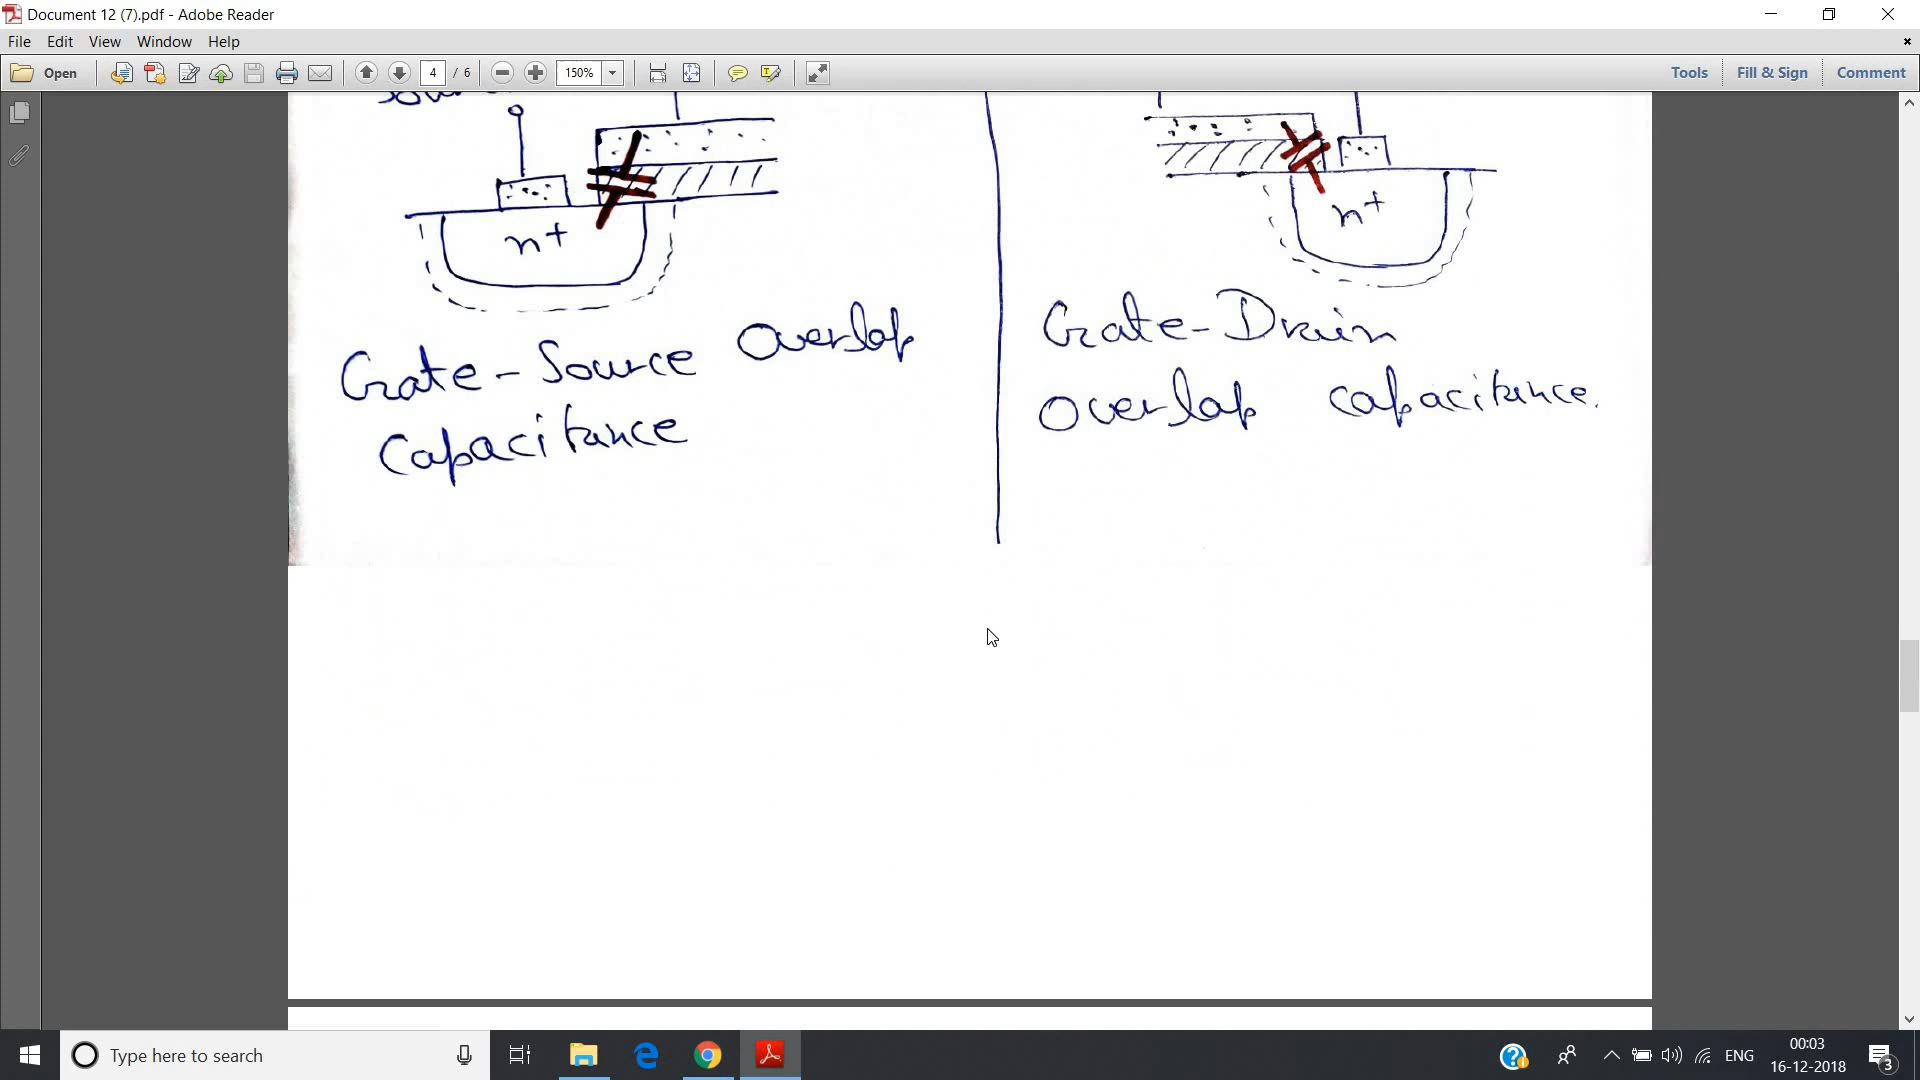 Document 12 (7).pdf - Adobe Reader
File Edit View Window Help
Open 4 / 6 150% Tools Fill & Sign Comment
n+
n+
Gate-Source Overlap
Capacitance
Gate-Drain
Overlap capacitance.
Type here to search
ENG
00:03
16-12-2018
3